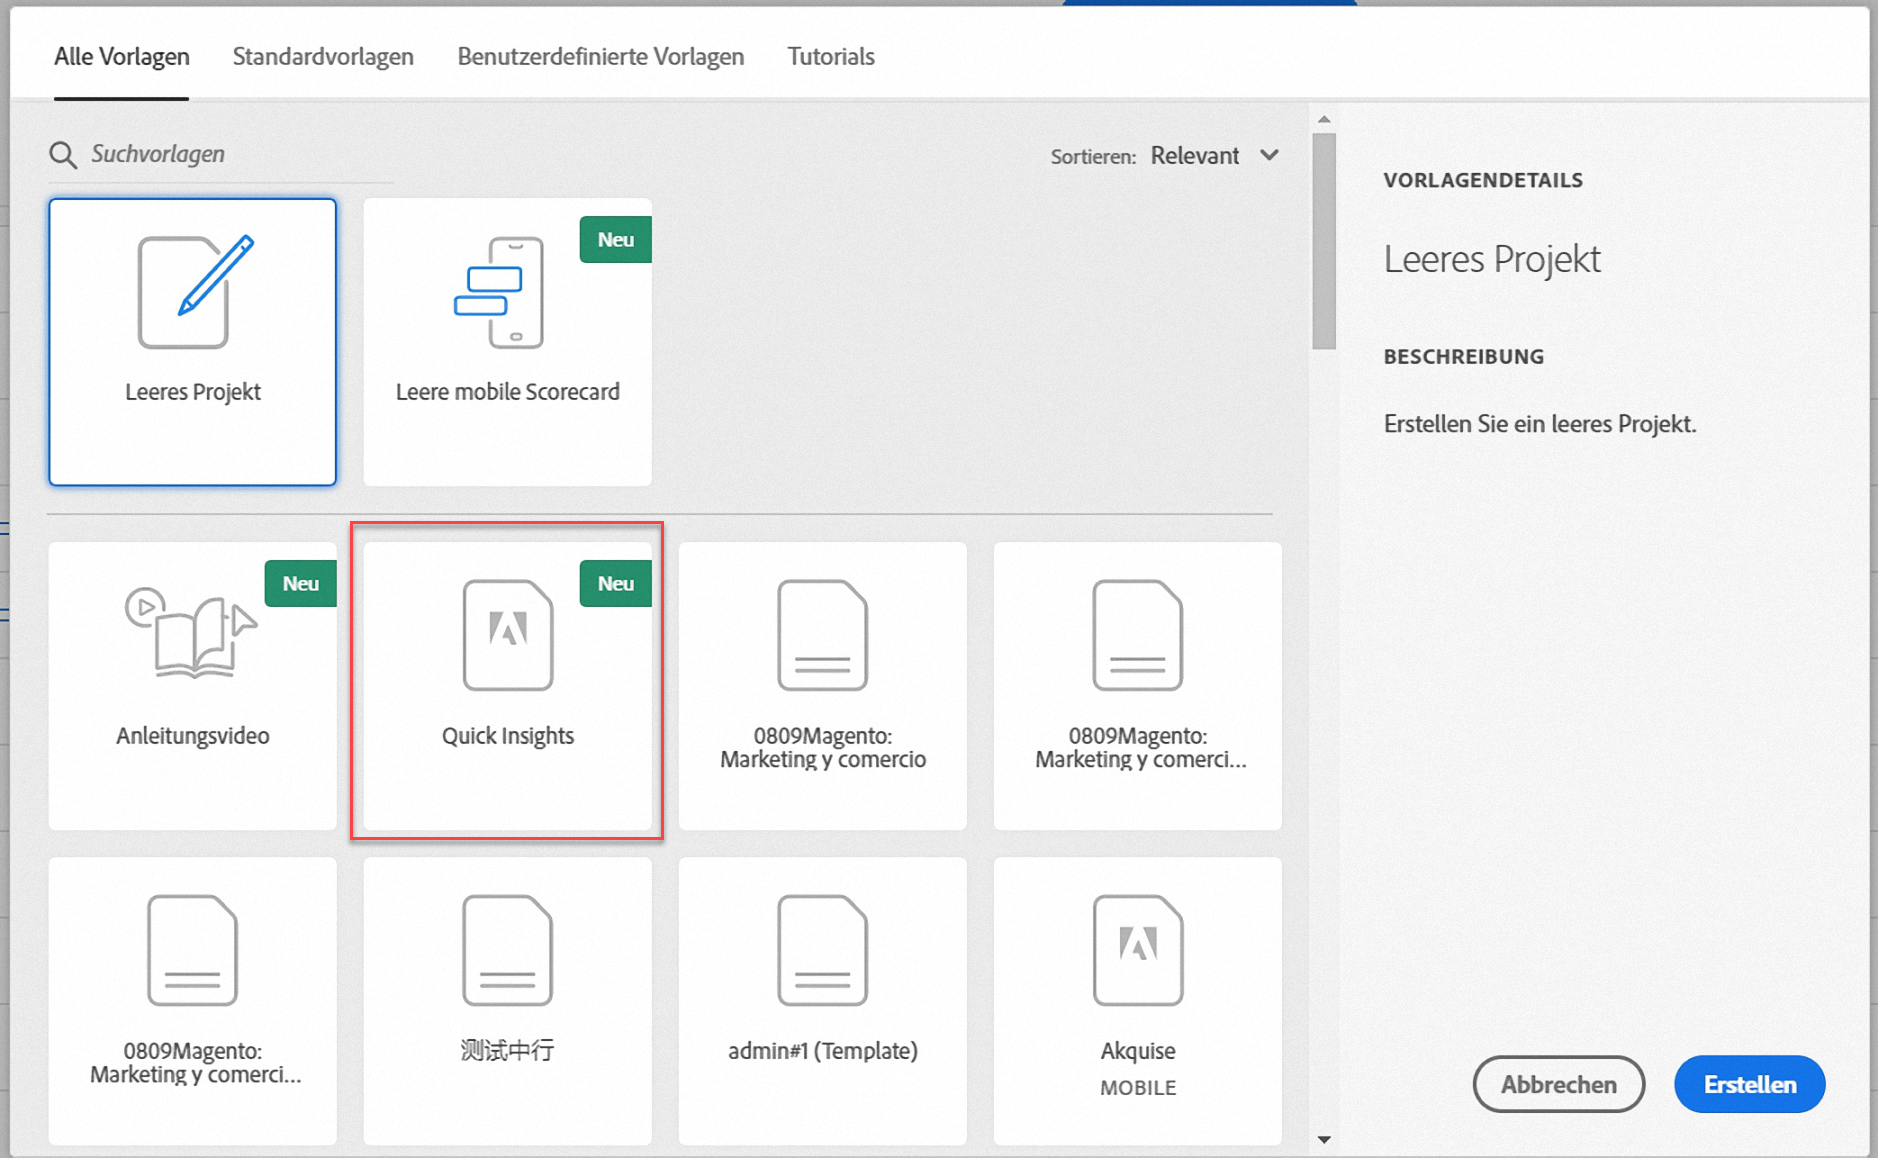 Alle Vorlagen
Standardvorlagen
Benutzerdefinierte Vorlagen
Tutorials
Suchvorlagen
Sortieren: Relevant
Leeres Projekt
Neu
Leere mobile Scorecard
Neu
Anleitungsvideo
Neu
Quick Insights
0809Magento:
Marketing y comercio
0809Magento:
Marketing y comerci...
0809Magento:
Marketing y comerci...
测试中行
admin#1 (Template)
Akquise
MOBILE
VORLAGENDETAILS
Leeres Projekt
BESCHREIBUNG
Erstellen Sie ein leeres Projekt.
Abbrechen
Erstellen